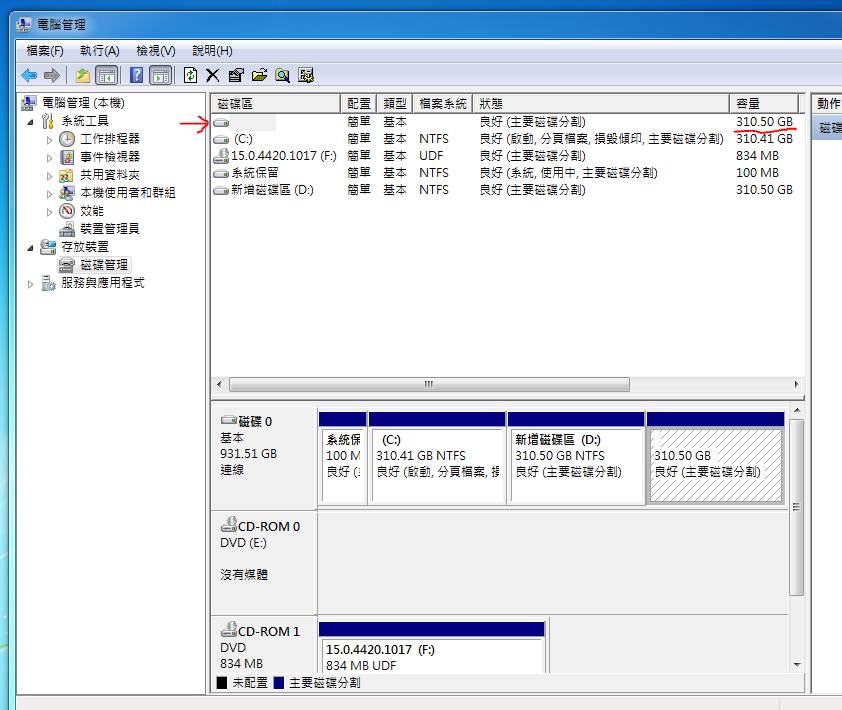 電腦管理
檔案(F) 執行(A) 檢視(V) 說明(H)
電腦管理 (本機)
系統工具
工作排程器
事件檢視器
共用資料夾
本機使用者和群組
效能
裝置管理員
存放裝置
磁碟管理
服務與應用程式
磁碟區 配置 類型 檔案系統 狀態 容量
簡單 基本 良好 (主要磁碟分割) 310.50 GB
(C:) 簡單 基本 NTFS 良好 (啟動, 分頁檔案, 損毀傾印, 主要磁碟分割) 310.41 GB
15.0.4420.1017 (F:) 簡單 基本 UDF 良好 (主要磁碟分割) 834 MB
系統保留 簡單 基本 NTFS 良好 (系統, 使用中, 主要磁碟分割) 100 MB
新增磁碟區 (D:) 簡單 基本 NTFS 良好 (主要磁碟分割) 310.50 GB
動作
磁碟
磁碟 0
基本
931.51 GB
連線
系統保
100 M
良好 (
(C:)
310.41 GB NTFS
良好 (啟動, 分頁檔案, 損
新增磁碟區 (D:)
310.50 GB NTFS
良好 (主要磁碟分割)
310.50 GB
良好 (主要磁碟分割)
CD-ROM 0
DVD (E:)
沒有媒體
CD-ROM 1
DVD
834 MB
15.0.4420.1017 (F:)
834 MB UDF
未配置 主要磁碟分割